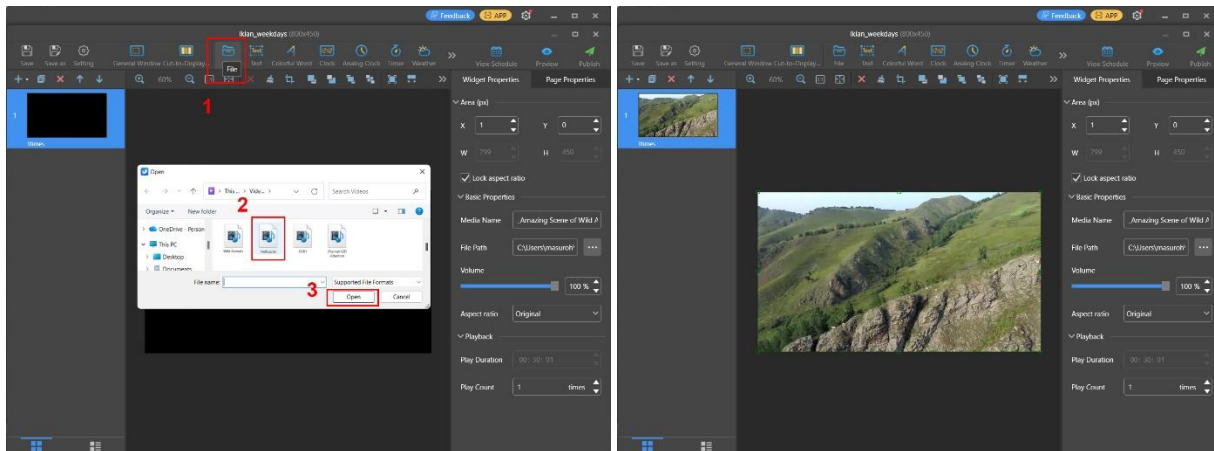 Feedback APP
iklan_weekdays (800x450)
Save Save as Setting General Window Cut-to-Display... File Text Colorful Word Clock Analog Clock Timer Weather View Schedule Preview Publish
File
60%
1
Widget Properties Page Properties
Area (px)
X 1 Y 0
W 799 H 450
Lock aspect ratio
Basic Properties
Media Name Amazing Scene of Wild
File Path C:\Users\masuroh
Volume
100 %
Aspect ratio Original
Playback
Play Duration 00: 30: 01
Play Count 1 times
1
Open
This ... Vide... Search Videos
Organize New folder
2
OneDrive - Person
This PC
Desktop
Documents
File name: Supported File Formats
3
Open Cancel
Feedback APP
iklan_weekdays (800x450)
Save Save as Setting General Window Cut-to-Display... File Text Colorful Word Clock Analog Clock Timer Weather View Schedule Preview Publish
60%
Widget Properties Page Properties
1
Area (px)
X 1 Y 0
W 799 H 450
Lock aspect ratio
Basic Properties
Media Name Amazing Scene of Wild
File Path C:\Users\masuroh
Volume
100 %
Aspect ratio Original
Playback
Play Duration 00: 30: 01
Play Count 1 times